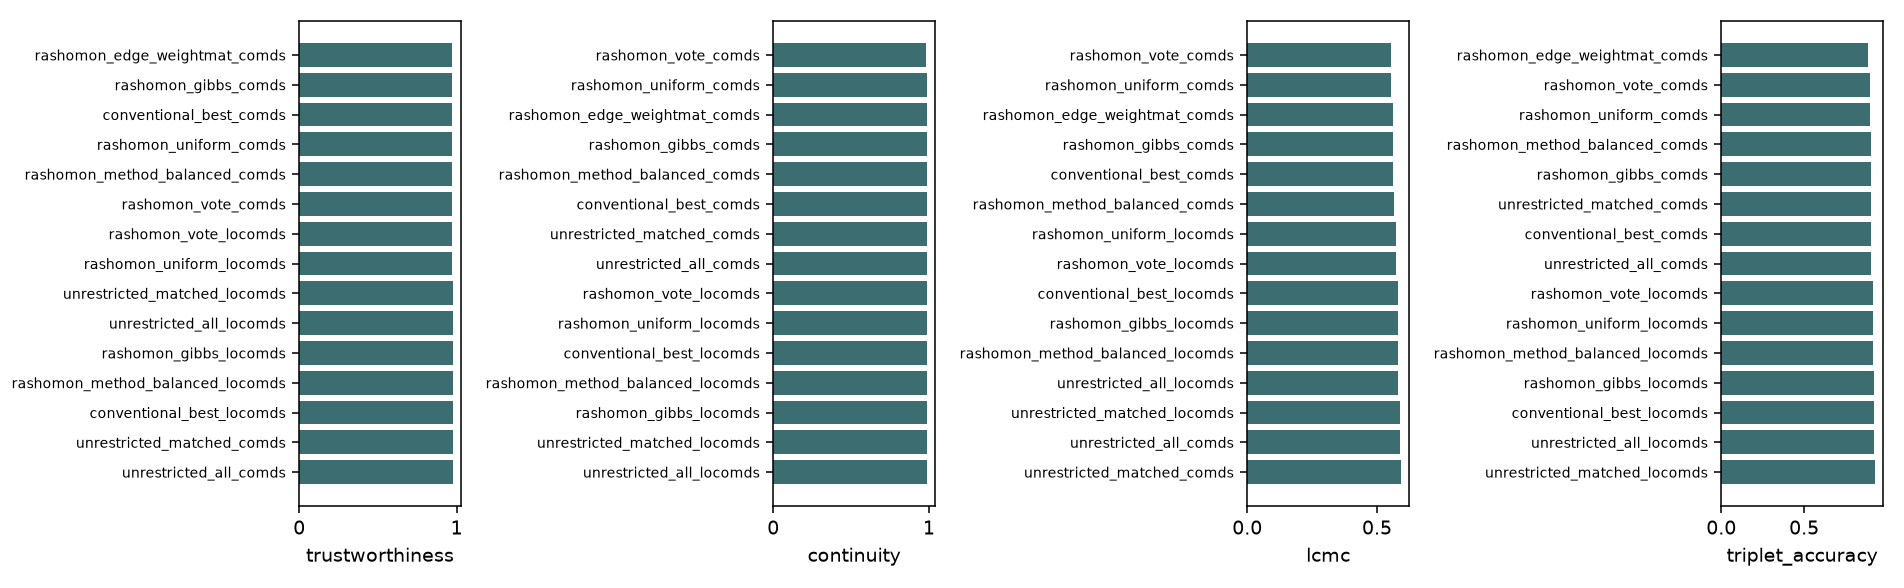 rashomon_edge_weightmat_comds
rashomon_gibbs_comds
conventional_best_comds
rashomon_uniform_comds
rashomon_method_balanced_comds
rashomon_vote_comds
rashomon_vote_locomds
rashomon_uniform_locomds
unrestricted_matched_locomds
unrestricted_all_locomds
rashomon_gibbs_locomds
rashomon_method_balanced_locomds
conventional_best_locomds
unrestricted_matched_comds
unrestricted_all_comds
0 1
trustworthiness
rashomon_vote_comds
rashomon_uniform_comds
rashomon_edge_weightmat_comds
rashomon_gibbs_comds
rashomon_method_balanced_comds
conventional_best_comds
unrestricted_matched_comds
unrestricted_all_comds
rashomon_vote_locomds
rashomon_uniform_locomds
conventional_best_locomds
rashomon_method_balanced_locomds
rashomon_gibbs_locomds
unrestricted_matched_locomds
unrestricted_all_locomds
0 1
continuity
rashomon_vote_comds
rashomon_uniform_comds
rashomon_edge_weightmat_comds
rashomon_gibbs_comds
conventional_best_comds
rashomon_method_balanced_comds
rashomon_uniform_locomds
rashomon_vote_locomds
conventional_best_locomds
rashomon_gibbs_locomds
rashomon_method_balanced_locomds
unrestricted_all_locomds
unrestricted_matched_locomds
unrestricted_all_comds
unrestricted_matched_comds
0.0 0.5
lcmc
rashomon_edge_weightmat_comds
rashomon_vote_comds
rashomon_uniform_comds
rashomon_method_balanced_comds
rashomon_gibbs_comds
unrestricted_matched_comds
conventional_best_comds
unrestricted_all_comds
rashomon_vote_locomds
rashomon_uniform_locomds
rashomon_method_balanced_locomds
rashomon_gibbs_locomds
conventional_best_locomds
unrestricted_all_locomds
unrestricted_matched_locomds
0.0 0.5
triplet_accuracy